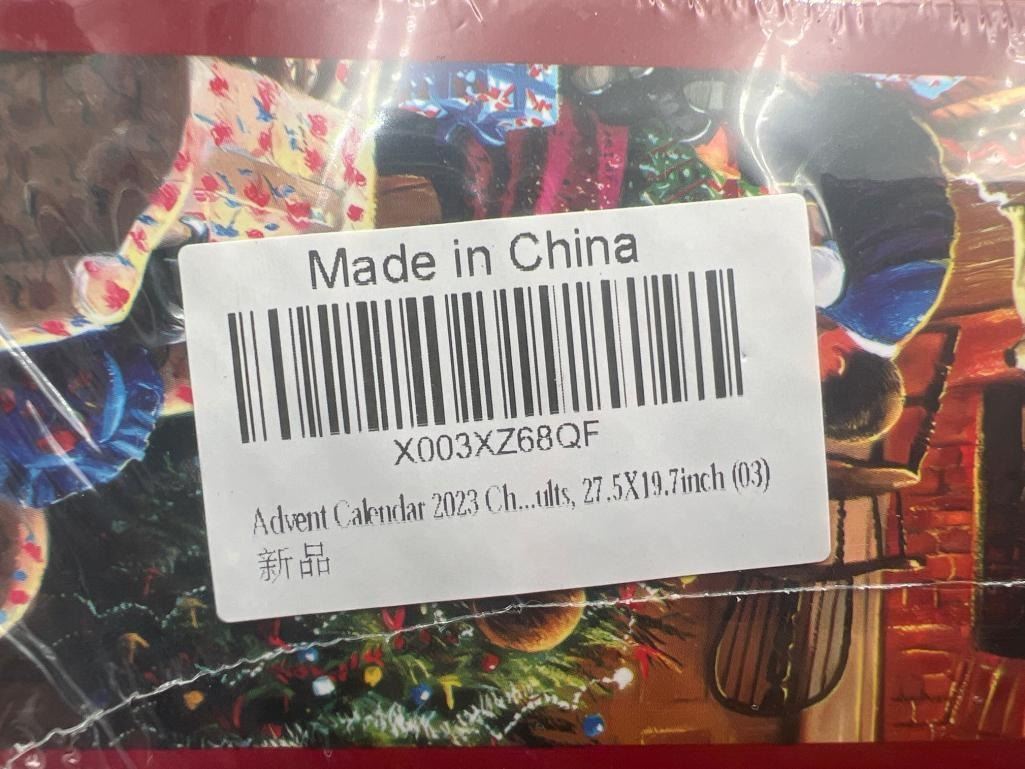 Made in China
X003XZ68QF
Advent Calendar 2023 Ch...ults, 27.5X19.7inch (03)
新品